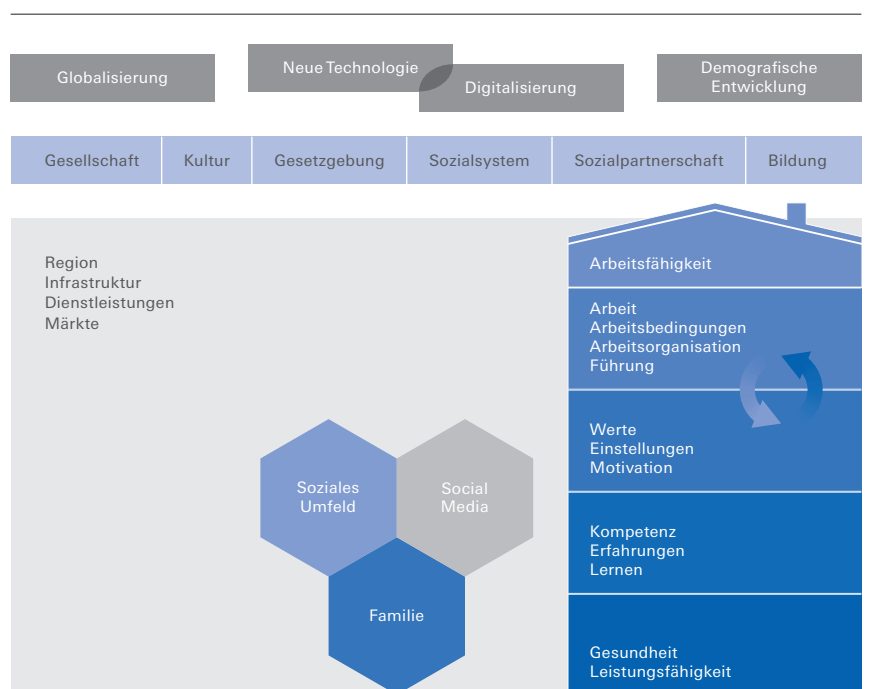 Globalisierung
Neue Technologie
Digitalisierung
Demografische
Entwicklung
Gesellschaft
Kultur
Gesetzgebung
Sozialsystem
Sozialpartnerschaft
Bildung
Region
Infrastruktur
Dienstleistungen
Märkte
Soziales
Umfeld
Social
Media
Familie
Arbeitsfähigkeit
Arbeit
Arbeitsbedingungen
Arbeitsorganisation
Führung
Werte
Einstellungen
Motivation
Kompetenz
Erfahrungen
Lernen
Gesundheit
Leistungsfähigkeit